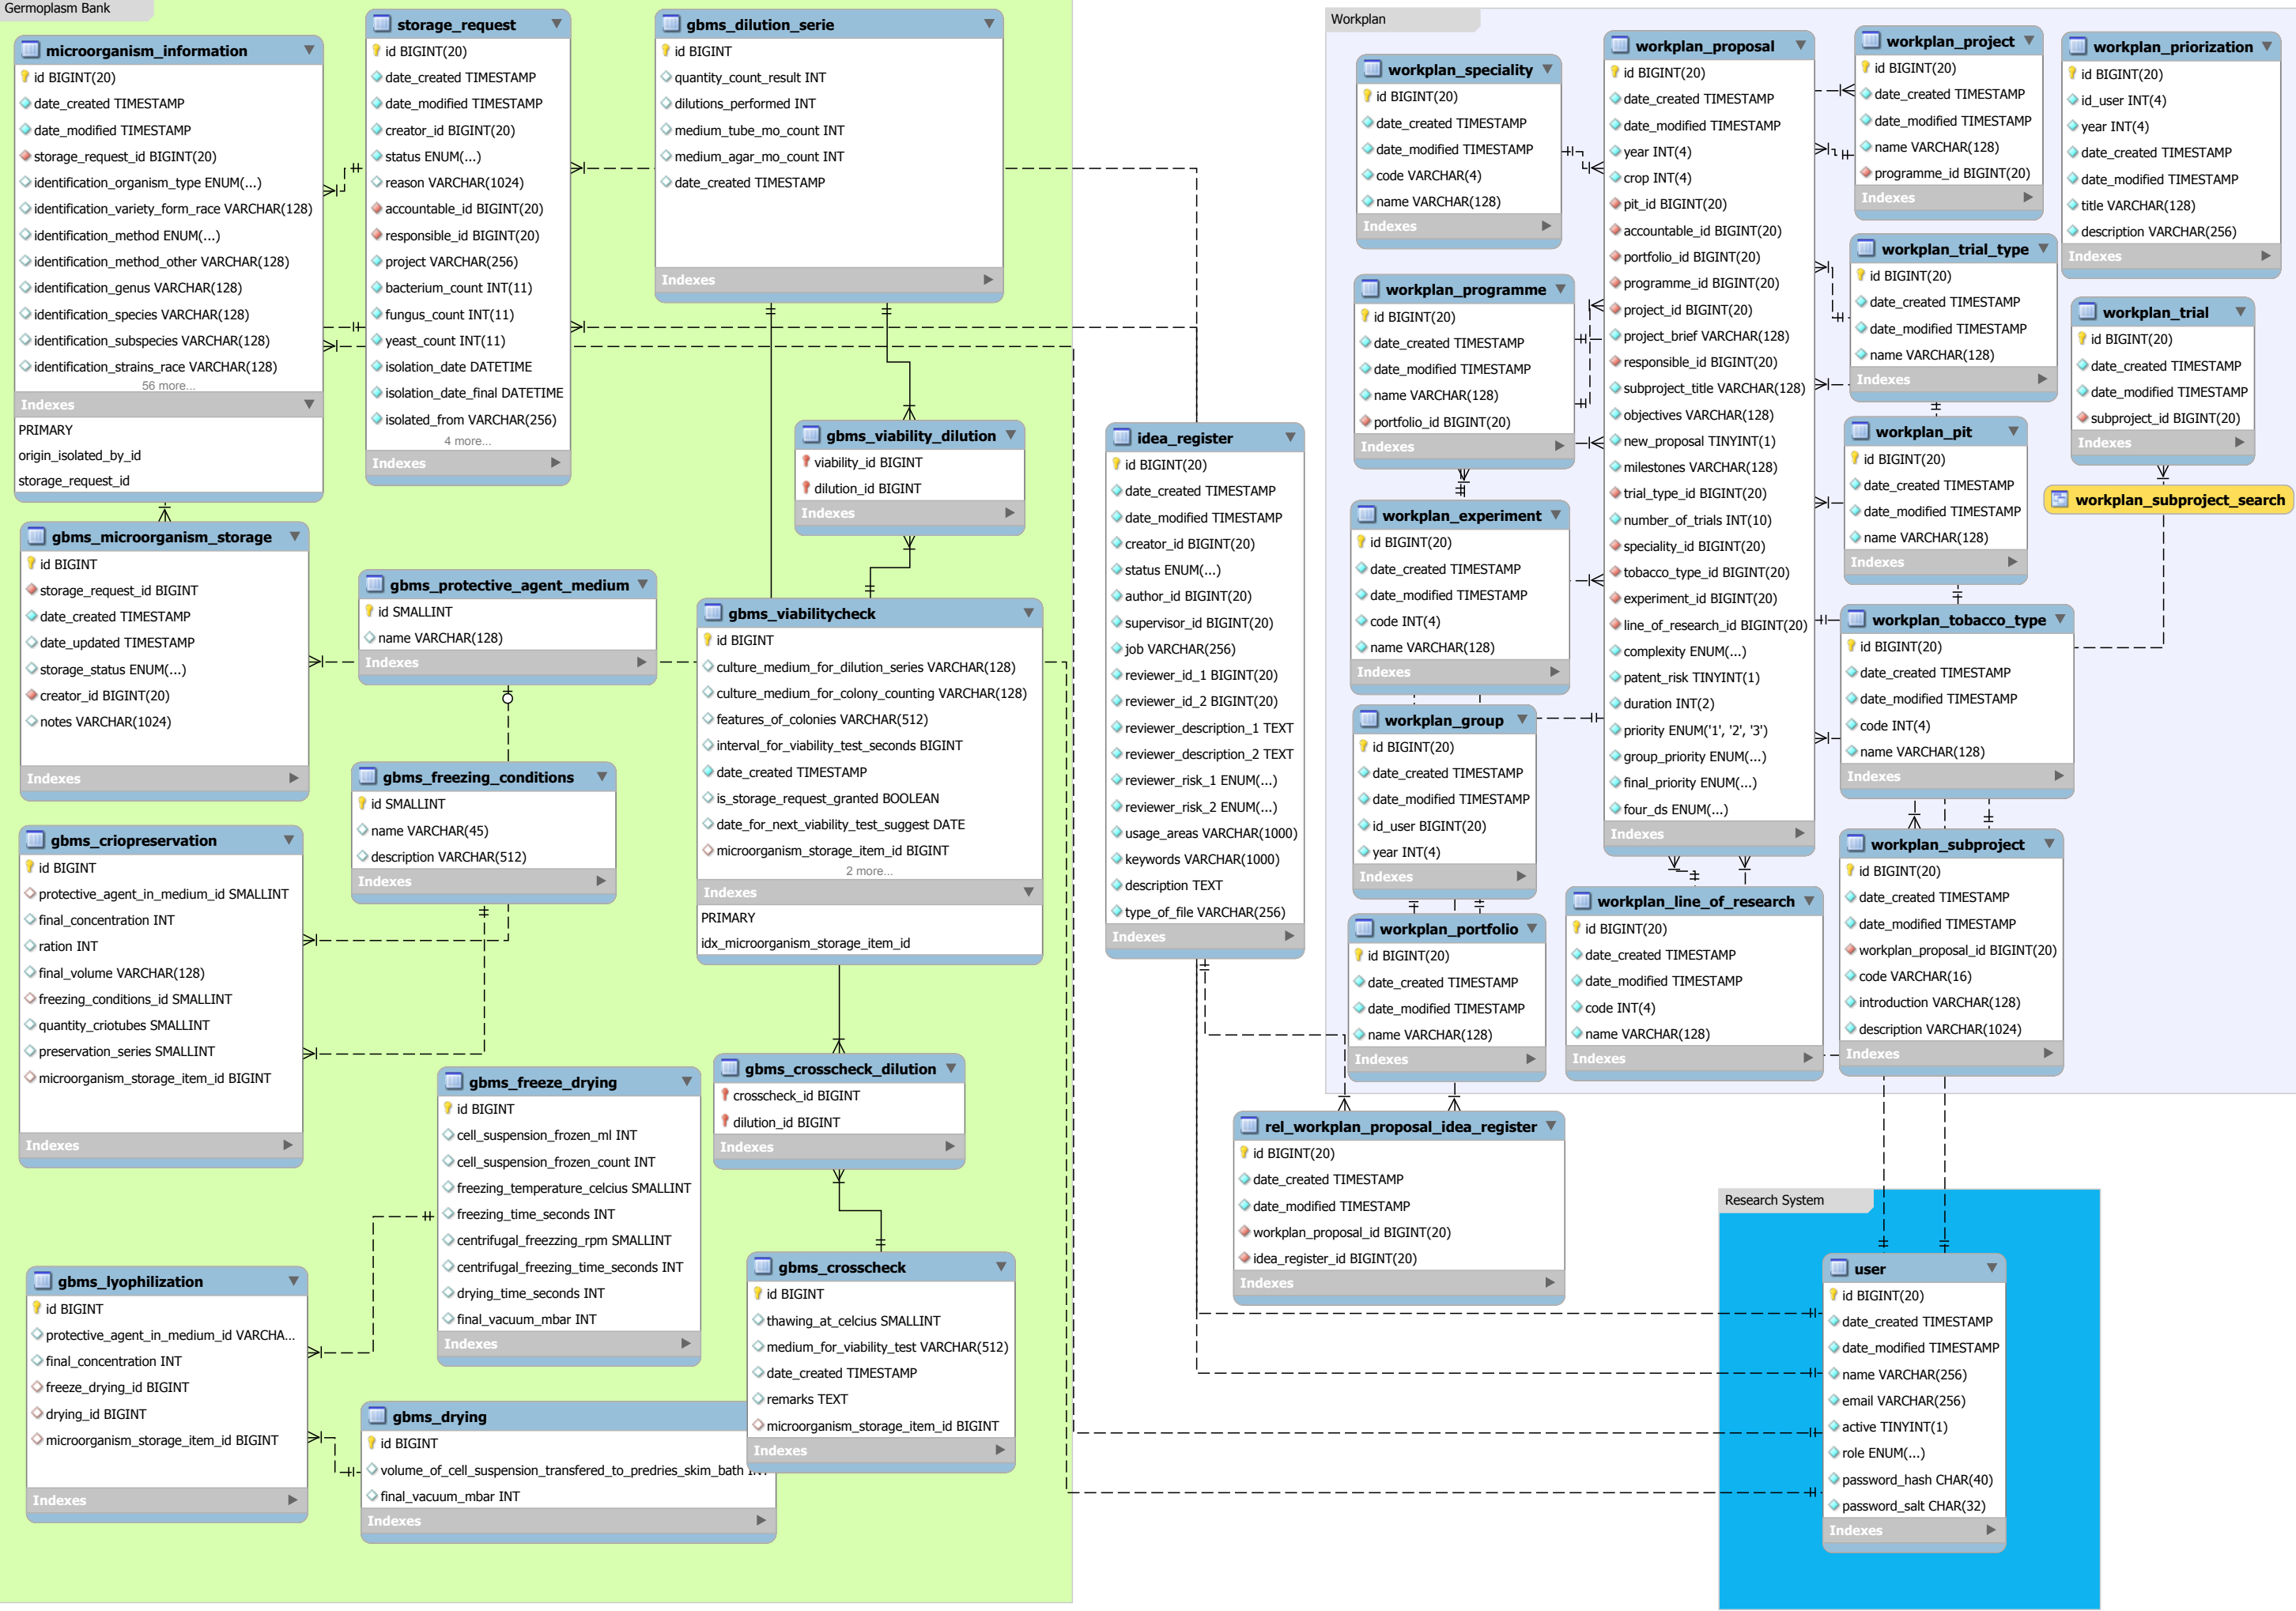 Germoplasm Bank
microorganism_information
id BIGINT(20)
date_created TIMESTAMP
date_modified TIMESTAMP
storage_request_id BIGINT(20)
identification_organism_type ENUM(...)
identification_variety_form_race VARCHAR(128)
identification_method ENUM(...)
identification_method_other VARCHAR(128)
identification_genus VARCHAR(128)
identification_species VARCHAR(128)
identification_subspecies VARCHAR(128)
identification_strains_race VARCHAR(128)
56 more...
Indexes
PRIMARY
origin_isolated_by_id
storage_request_id
storage_request
id BIGINT(20)
date_created TIMESTAMP
date_modified TIMESTAMP
creator_id BIGINT(20)
status ENUM(...)
reason VARCHAR(1024)
accountable_id BIGINT(20)
responsible_id BIGINT(20)
project VARCHAR(256)
bacterium_count INT(11)
fungus_count INT(11)
yeast_count INT(11)
isolation_date DATETIME
isolation_date_final DATETIME
isolated_from VARCHAR(256)
4 more...
Indexes
gbms_dilution_serie
id BIGINT
quantity_count_result INT
dilutions_performed INT
medium_tube_mo_count INT
medium_agar_mo_count INT
date_created TIMESTAMP
Indexes
gbms_viability_dilution
viability_id BIGINT
dilution_id BIGINT
Indexes
gbms_microorganism_storage
id BIGINT
storage_request_id BIGINT
date_created TIMESTAMP
date_updated TIMESTAMP
storage_status ENUM(...)
creator_id BIGINT(20)
notes VARCHAR(1024)
Indexes
gbms_protective_agent_medium
id SMALLINT
name VARCHAR(128)
Indexes
gbms_viabilitycheck
id BIGINT
culture_medium_for_dilution_series VARCHAR(128)
culture_medium_for_colony_counting VARCHAR(128)
features_of_colonies VARCHAR(512)
interval_for_viability_test_seconds BIGINT
date_created TIMESTAMP
is_storage_request_granted BOOLEAN
date_for_next_viability_test_suggest DATE
microorganism_storage_item_id BIGINT
2 more...
Indexes
PRIMARY
idx_microorganism_storage_item_id
gbms_freezing_conditions
id SMALLINT
name VARCHAR(45)
description VARCHAR(512)
Indexes
gbms_criopreservation
id BIGINT
protective_agent_in_medium_id SMALLINT
final_concentration INT
ration INT
final_volume VARCHAR(128)
freezing_conditions_id SMALLINT
quantity_criotubes SMALLINT
preservation_series SMALLINT
microorganism_storage_item_id BIGINT
Indexes
gbms_freeze_drying
id BIGINT
cell_suspension_frozen_ml INT
cell_suspension_frozen_count INT
freezing_temperature_celcius SMALLINT
freezing_time_seconds INT
centrifugal_freezzing_rpm SMALLINT
centrifugal_freezing_time_seconds INT
drying_time_seconds INT
final_vacuum_mbar INT
Indexes
gbms_crosscheck_dilution
crosscheck_id BIGINT
dilution_id BIGINT
Indexes
gbms_lyophilization
id BIGINT
protective_agent_in_medium_id VARCHA...
final_concentration INT
freeze_drying_id BIGINT
drying_id BIGINT
microorganism_storage_item_id BIGINT
Indexes
gbms_crosscheck
id BIGINT
thawing_at_celcius SMALLINT
medium_for_viability_test VARCHAR(512)
date_created TIMESTAMP
remarks TEXT
microorganism_storage_item_id BIGINT
Indexes
gbms_drying
id BIGINT
volume_of_cell_suspension_transfered_to_predries_skim_bath
final_vacuum_mbar INT
Indexes
idea_register
id BIGINT(20)
date_created TIMESTAMP
date_modified TIMESTAMP
creator_id BIGINT(20)
status ENUM(...)
author_id BIGINT(20)
supervisor_id BIGINT(20)
job VARCHAR(256)
reviewer_id_1 BIGINT(20)
reviewer_id_2 BIGINT(20)
reviewer_description_1 TEXT
reviewer_description_2 TEXT
reviewer_risk_1 ENUM(...)
reviewer_risk_2 ENUM(...)
usage_areas VARCHAR(1000)
keywords VARCHAR(1000)
description TEXT
type_of_file VARCHAR(256)
Indexes
Workplan
workplan_speciality
id BIGINT(20)
date_created TIMESTAMP
date_modified TIMESTAMP
code VARCHAR(4)
name VARCHAR(128)
Indexes
workplan_programme
id BIGINT(20)
date_created TIMESTAMP
date_modified TIMESTAMP
name VARCHAR(128)
portfolio_id BIGINT(20)
Indexes
workplan_experiment
id BIGINT(20)
date_created TIMESTAMP
date_modified TIMESTAMP
code INT(4)
name VARCHAR(128)
Indexes
workplan_group
id BIGINT(20)
date_created TIMESTAMP
date_modified TIMESTAMP
id_user BIGINT(20)
year INT(4)
Indexes
workplan_portfolio
id BIGINT(20)
date_created TIMESTAMP
date_modified TIMESTAMP
name VARCHAR(128)
Indexes
workplan_proposal
id BIGINT(20)
date_created TIMESTAMP
date_modified TIMESTAMP
year INT(4)
crop INT(4)
pit_id BIGINT(20)
accountable_id BIGINT(20)
portfolio_id BIGINT(20)
programme_id BIGINT(20)
project_id BIGINT(20)
project_brief VARCHAR(128)
responsible_id BIGINT(20)
subproject_title VARCHAR(128)
objectives VARCHAR(128)
new_proposal TINYINT(1)
milestones VARCHAR(128)
trial_type_id BIGINT(20)
number_of_trials INT(10)
speciality_id BIGINT(20)
tobacco_type_id BIGINT(20)
experiment_id BIGINT(20)
line_of_research_id BIGINT(20)
complexity ENUM(...)
patent_risk TINYINT(1)
duration INT(2)
priority ENUM('1', '2', '3')
group_priority ENUM(...)
final_priority ENUM(...)
four_ds ENUM(...)
Indexes
workplan_line_of_research
id BIGINT(20)
date_created TIMESTAMP
date_modified TIMESTAMP
code INT(4)
name VARCHAR(128)
Indexes
workplan_project
id BIGINT(20)
date_created TIMESTAMP
date_modified TIMESTAMP
name VARCHAR(128)
programme_id BIGINT(20)
Indexes
workplan_trial_type
id BIGINT(20)
date_created TIMESTAMP
date_modified TIMESTAMP
name VARCHAR(128)
Indexes
workplan_pit
id BIGINT(20)
date_created TIMESTAMP
date_modified TIMESTAMP
name VARCHAR(128)
Indexes
workplan_tobacco_type
id BIGINT(20)
date_created TIMESTAMP
date_modified TIMESTAMP
code INT(4)
name VARCHAR(128)
Indexes
workplan_subproject
id BIGINT(20)
date_created TIMESTAMP
date_modified TIMESTAMP
workplan_proposal_id BIGINT(20)
code VARCHAR(16)
introduction VARCHAR(128)
description VARCHAR(1024)
Indexes
workplan_priorization
id BIGINT(20)
id_user INT(4)
year INT(4)
date_created TIMESTAMP
date_modified TIMESTAMP
title VARCHAR(128)
description VARCHAR(256)
Indexes
workplan_trial
id BIGINT(20)
date_created TIMESTAMP
date_modified TIMESTAMP
subproject_id BIGINT(20)
Indexes
workplan_subproject_search
rel_workplan_proposal_idea_register
id BIGINT(20)
date_created TIMESTAMP
date_modified TIMESTAMP
workplan_proposal_id BIGINT(20)
idea_register_id BIGINT(20)
Indexes
Research System
user
id BIGINT(20)
date_created TIMESTAMP
date_modified TIMESTAMP
name VARCHAR(256)
email VARCHAR(256)
active TINYINT(1)
role ENUM(...)
password_hash CHAR(40)
password_salt CHAR(32)
Indexes